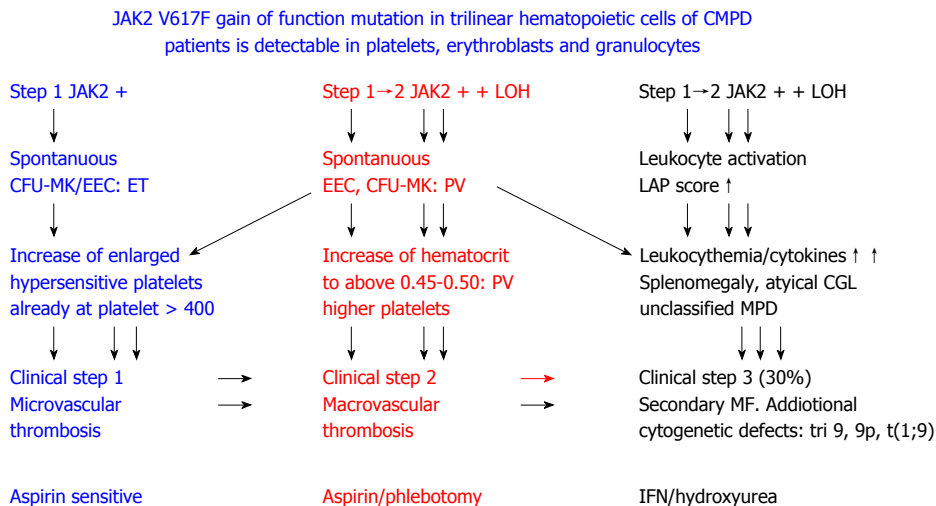 JAK2 V617F gain of function mutation in trilinear hematopoietic cells of CMPD
patients is detectable in platelets, erythroblasts and granulocytes
Step 1 JAK2 +
Spontanuous
CFU-MK/EEC: ET
Increase of enlarged
hypersensitive platelets
already at platelet > 400
Clinical step 1
Microvascular
thrombosis
Aspirin sensitive
Step 1→2 JAK2 + + LOH
Spontanuous
EEC, CFU-MK: PV
Increase of hematocrit
to above 0.45-0.50: PV
higher platelets
Clinical step 2
Macrovascular
thrombosis
Aspirin/phlebotomy
Step 1→2 JAK2 + + LOH
Leukocyte activation
LAP score ↑
Leukocythemia/cytokines ↑ ↑
Splenomegaly, atyical CGL
unclassified MPD
Clinical step 3 (30%)
Secondary MF. Addiotional
cytogenetic defects: tri 9, 9p, t(1;9)
IFN/hydroxyurea